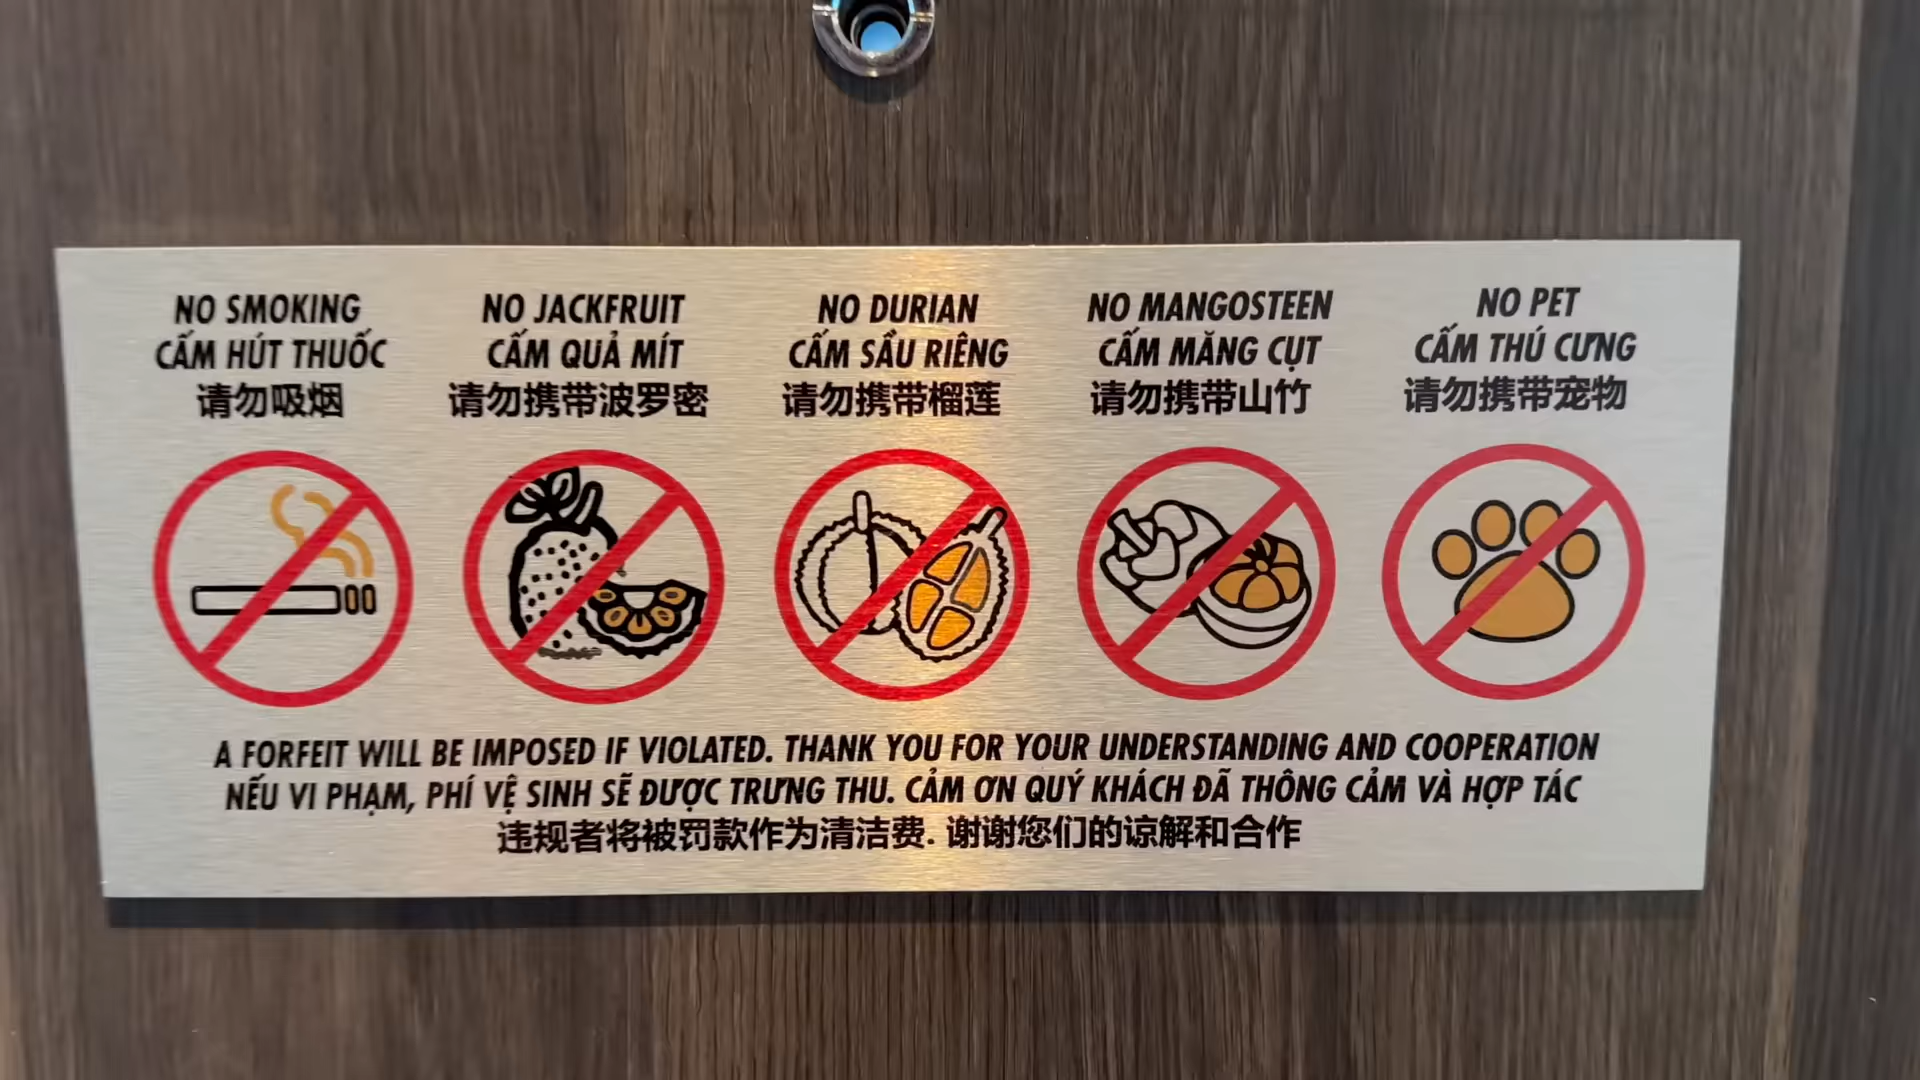 NO SMOKING
CẤM HÚT THUỐC
请勿吸烟
NO JACKFRUIT
CẤM QUẢ MÍT
请勿携带波罗密
NO DURIAN
CẤM SẦU RIÊNG
请勿携带榴莲
NO MANGOSTEEN
CẤM MĂNG CỤT
请勿携带山竹
NO PET
CẤM THÚ CƯNG
请勿携带宠物
A FORFEIT WILL BE IMPOSED IF VIOLATED. THANK YOU FOR YOUR UNDERSTANDING AND COOPERATION
NẾU VI PHẠM, PHÍ VỆ SINH SẼ ĐƯỢC TRƯNG THU. CẢM ƠN QUÝ KHÁCH ĐÃ THÔNG CẢM VÀ HỢP TÁC
违规者将被罚款作为清洁费. 谢谢您们的谅解和合作